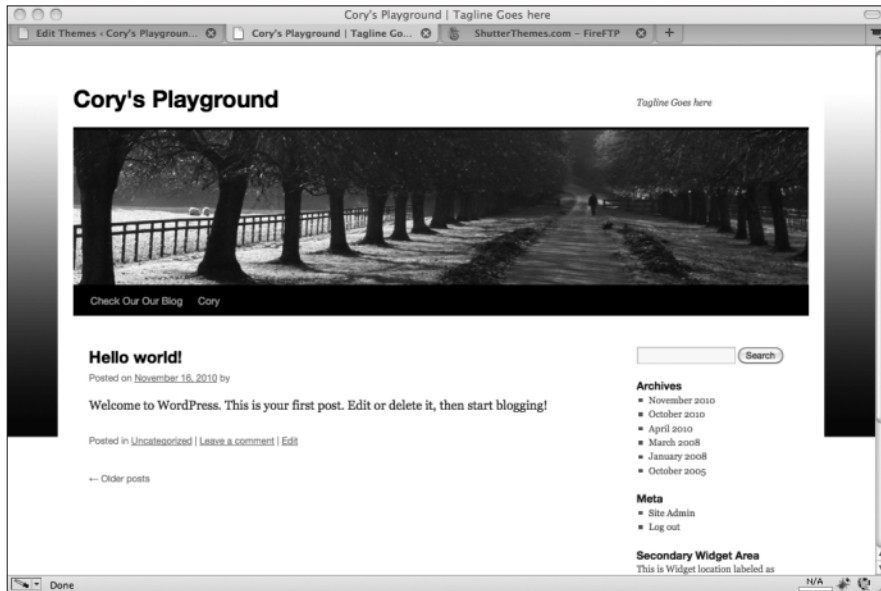 Cory's Playground | Tagline Goes here
Edit Themes ‹ Cory's Playgroun...
Cory's Playground | Tagline Go...
ShutterThemes.com – FireFTP
+
Cory's Playground
Tagline Goes here
Check Our Our Blog
Cory
Hello world!
Posted on November 16, 2010 by
Welcome to WordPress. This is your first post. Edit or delete it, then start blogging!
Posted in Uncategorized | Leave a comment | Edit
← Older posts
Search
Archives
November 2010
October 2010
April 2010
March 2008
January 2008
October 2005
Meta
Site Admin
Log out
Secondary Widget Area
This is Widget location labeled as
Done
N/A